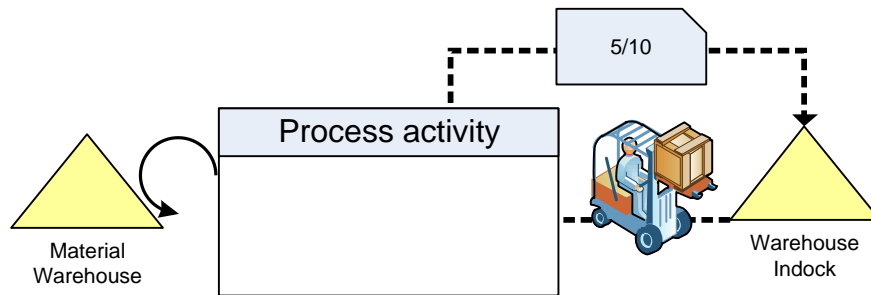 5/10
Process activity
Material
Warehouse
Warehouse
Indock